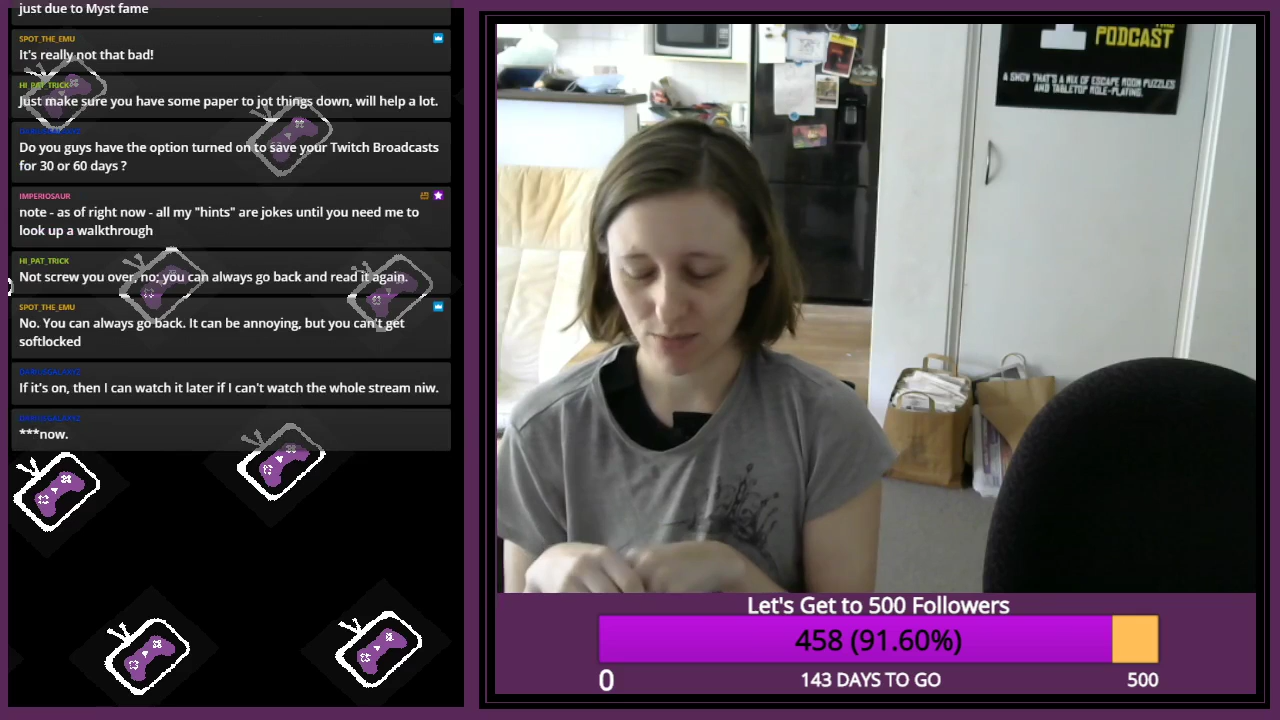 just due to Myst fame
SPOT_THE_EMU
It's really not that bad!
HI_PAT_TRICK
Just make sure you have some paper to jot things down, will help a lot.
Do you guys have the option turned on to save your Twitch Broadcasts
for 30 or 60 days ?
IMPERIOSAUR
note - as of right now - all my "hints" are jokes until you need me to
look up a walkthrough
HI_PAT_TRICK
Not screw you over, no; you can always go back and read it again.
SPOT_THE_EMU
No. You can always go back. It can be annoying, but you can't get
softlocked
If it's on, then I can watch it later if I can't watch the whole stream niw.
***now.
PODCAST
A SHOW THAT'S A MIX OF ESCAPE ROOM PUZZLES
AND TABLETOP ROLE-PLAYING.
Let's Get to 500 Followers
458 (91.60%)
0
143 DAYS TO GO
500